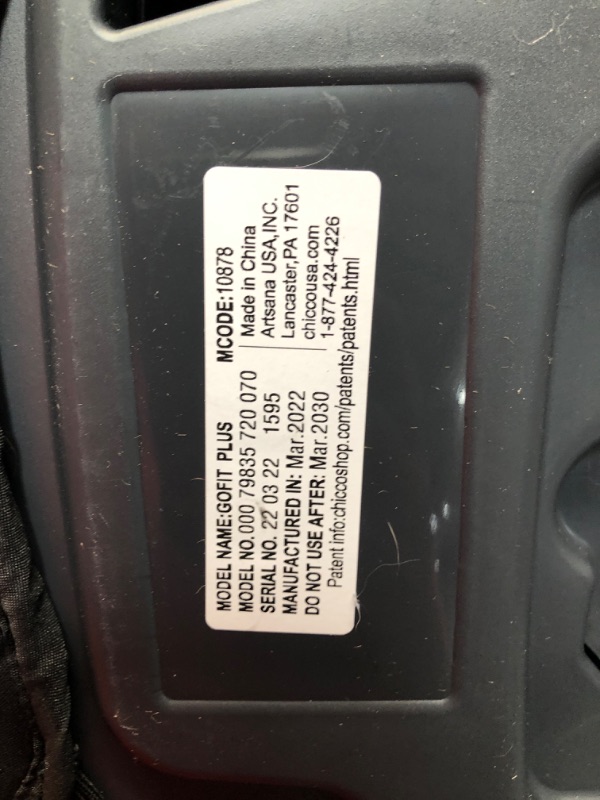 MODEL NAME:GOFIT PLUS MCODE:10878
MODEL NO.000 79835 720 070 Made in China
SERIAL NO. 22 03 22 1595 Artsana USA,INC.
MANUFACTURED IN: Mar.2022 Lancaster,PA 17601
DO NOT USE AFTER: Mar.2030 chiccousa.com
1-877-424-4226
Patent info:chiccoshop.com/patents/patents.html